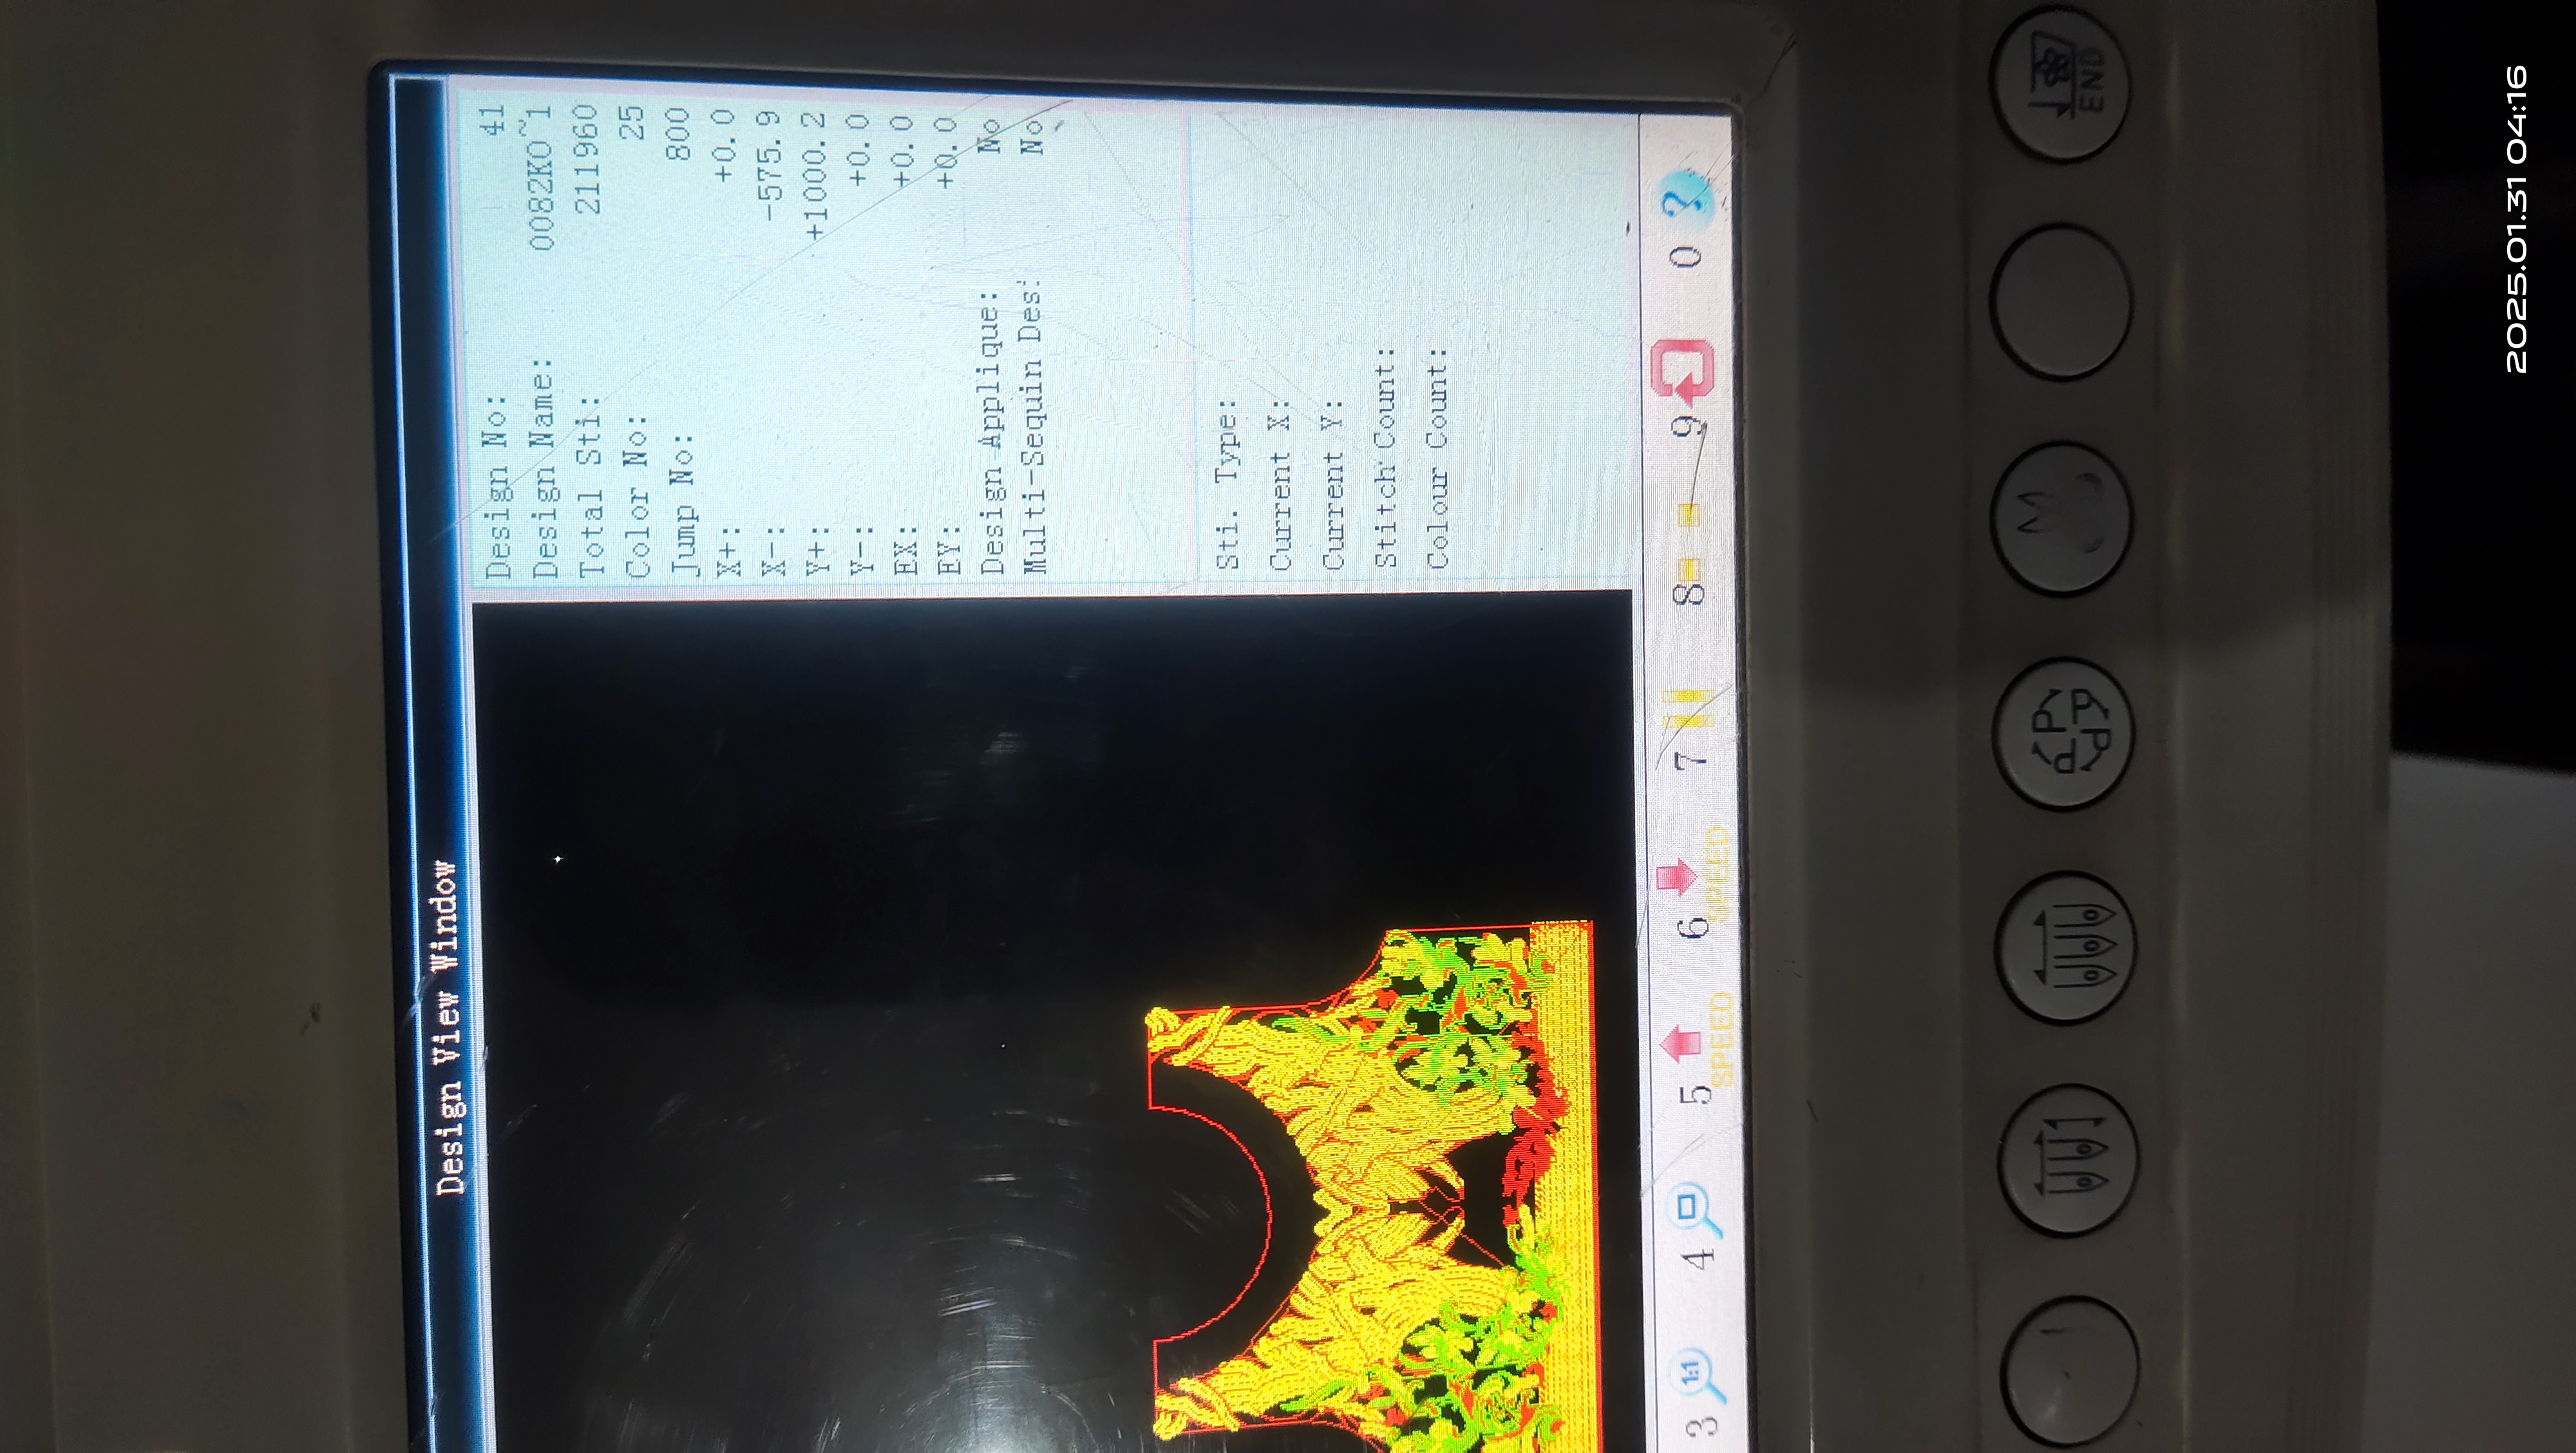 Design View Window
Design No: 41
Design Name: 0082KO~1
Total Sti: 211960
Color No: 25
Jump No: 800
X+: +0.0
X-: -575.9
Y+: +1000.2
Y-: +0.0
EX: +0.0
EY: +0.0
Design Applique: No
Multi-Sequin Des: No
Sti. Type:
Current X:
Current Y:
Stitch Count:
Colour Count:
3 1:1 4 5 SPEED 6 SPEED 7 8 9 0 ?
1
P P P P
END
2025.01.31 04:16